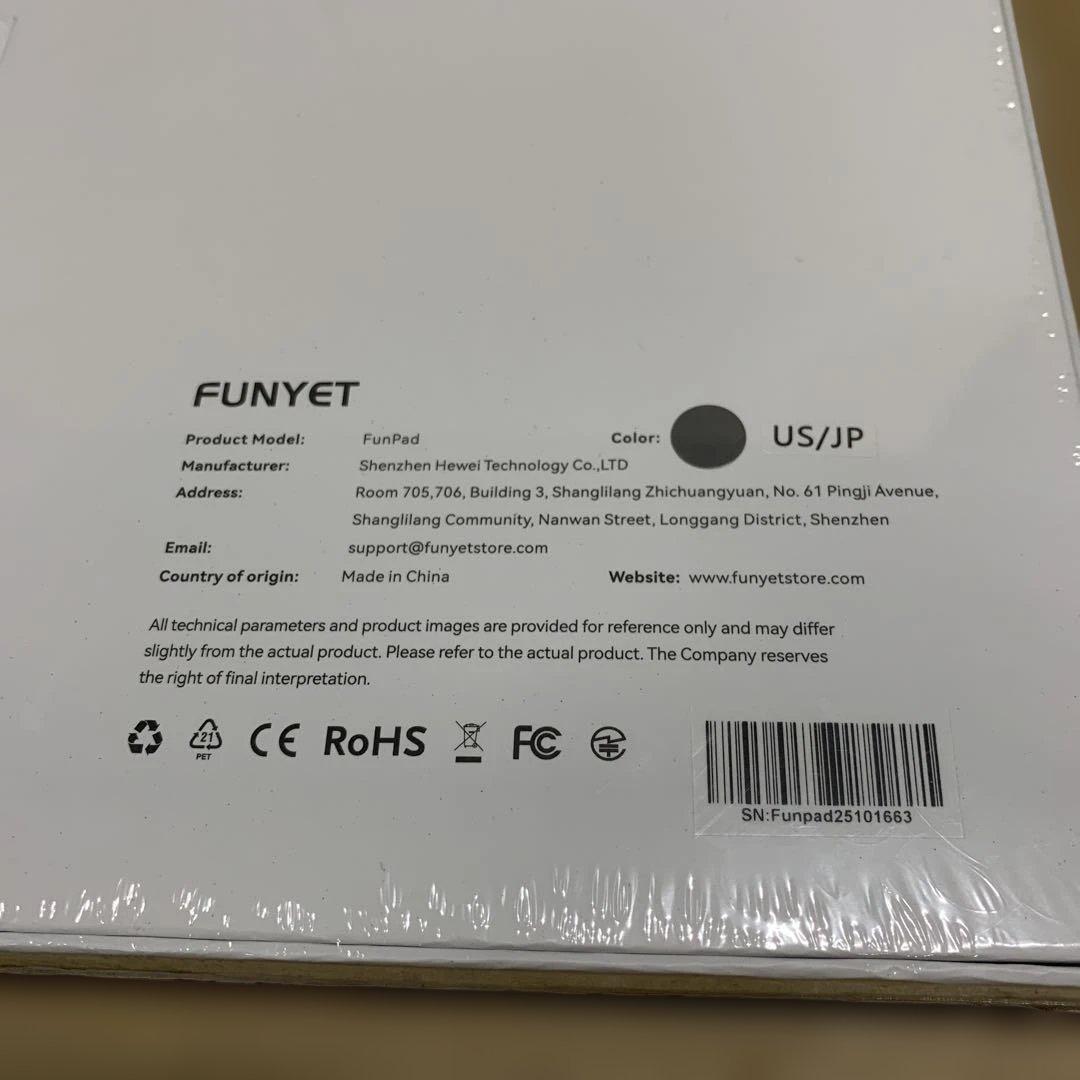 FUNYET
Product Model: FunPad Color: US/JP
Manufacturer: Shenzhen Hewei Technology Co.,LTD
Address: Room 705,706, Building 3, Shanglilang Zhichuangyuan, No. 61 Pingji Avenue,
Shanglilang Community, Nanwan Street, Longgang District, Shenzhen
Email: support@funyetstore.com
Country of origin: Made in China Website: www.funyetstore.com
All technical parameters and product images are provided for reference only and may differ
slightly from the actual product. Please refer to the actual product. The Company reserves
the right of final interpretation.
21 PET CE RoHS FC
SN:Funpad25101663